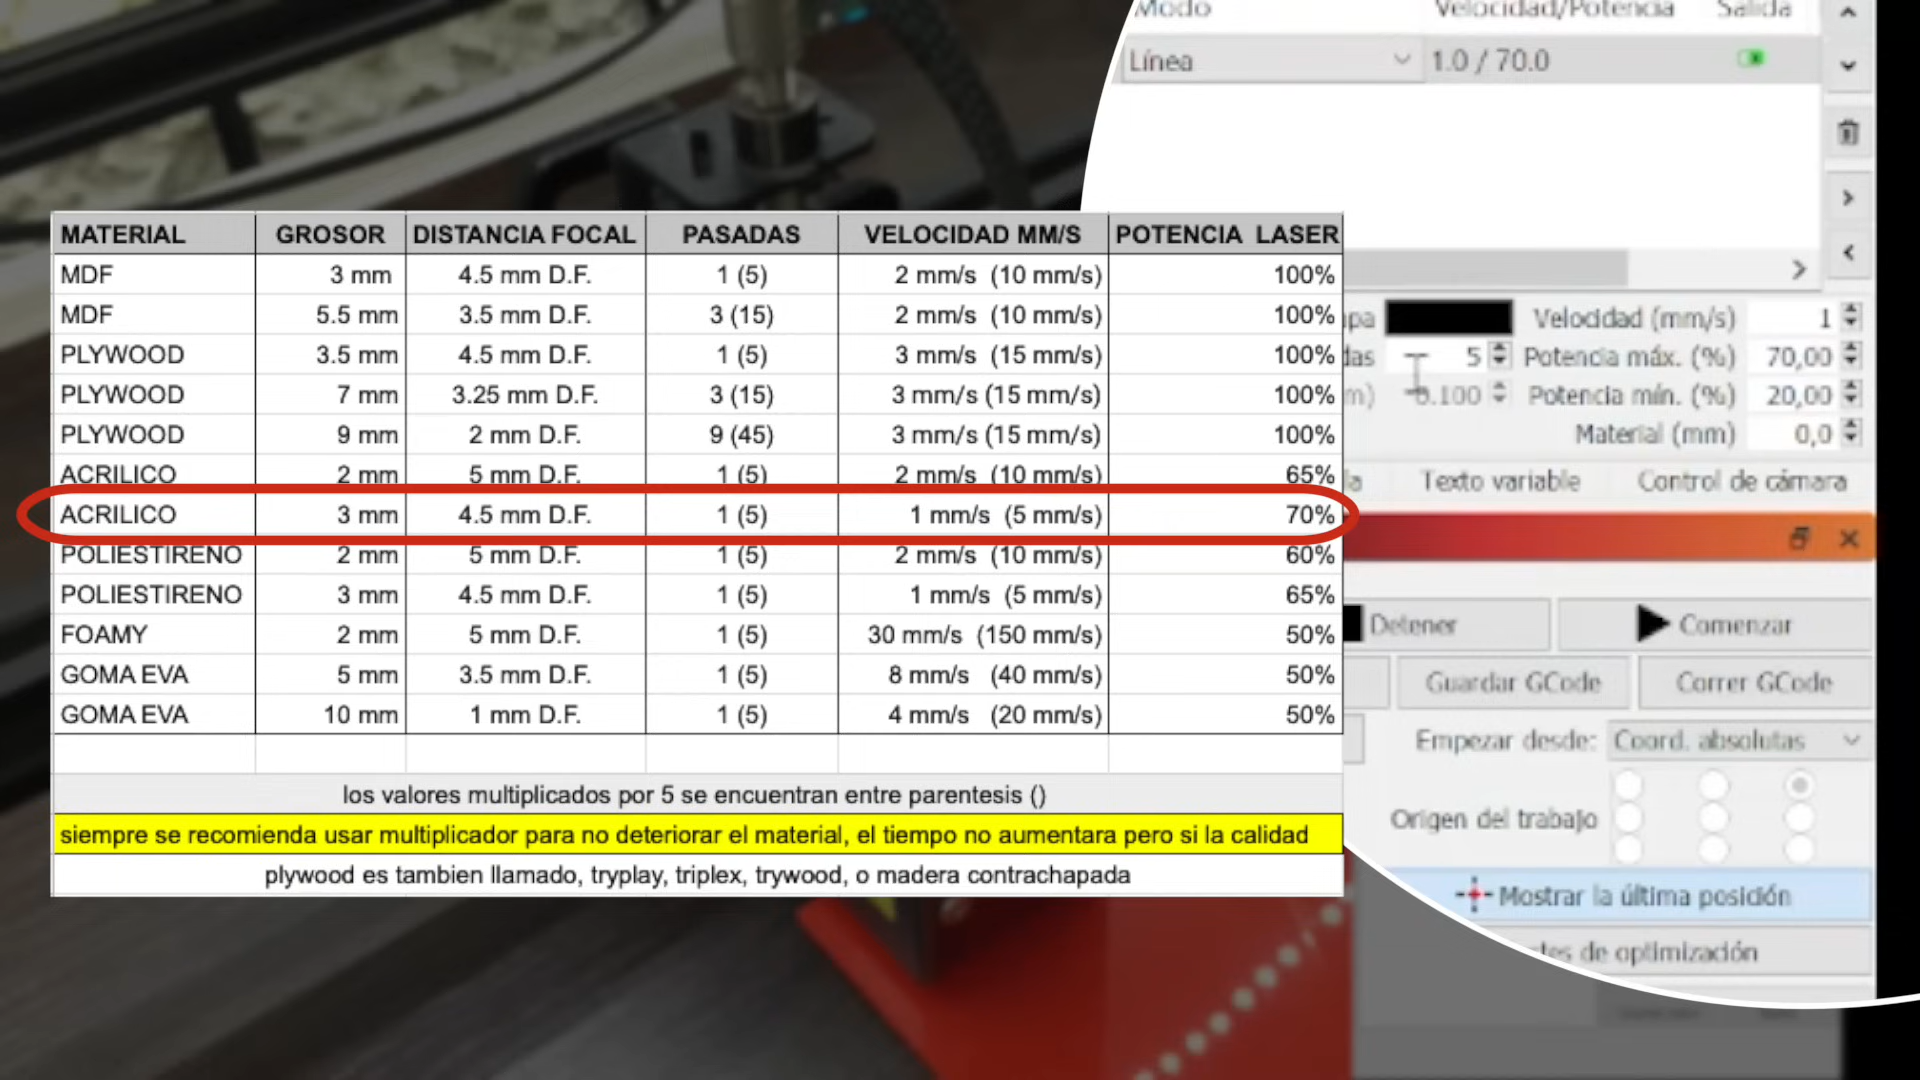 Modo Velocidad/Potencia Salida
Línea 1.0 / 70.0
MATERIAL GROSOR DISTANCIA FOCAL PASADAS VELOCIDAD MM/S POTENCIA LASER
MDF 3 mm 4.5 mm D.F. 1 (5) 2 mm/s (10 mm/s) 100%
MDF 5.5 mm 3.5 mm D.F. 3 (15) 2 mm/s (10 mm/s) 100%
PLYWOOD 3.5 mm 4.5 mm D.F. 1 (5) 3 mm/s (15 mm/s) 100%
PLYWOOD 7 mm 3.25 mm D.F. 3 (15) 3 mm/s (15 mm/s) 100%
PLYWOOD 9 mm 2 mm D.F. 9 (45) 3 mm/s (15 mm/s) 100%
ACRILICO 2 mm 5 mm D.F. 1 (5) 2 mm/s (10 mm/s) 65%
ACRILICO 3 mm 4.5 mm D.F. 1 (5) 1 mm/s (5 mm/s) 70%
POLIESTIRENO 2 mm 5 mm D.F. 1 (5) 2 mm/s (10 mm/s) 60%
POLIESTIRENO 3 mm 4.5 mm D.F. 1 (5) 1 mm/s (5 mm/s) 65%
FOAMY 2 mm 5 mm D.F. 1 (5) 30 mm/s (150 mm/s) 50%
GOMA EVA 5 mm 3.5 mm D.F. 1 (5) 8 mm/s (40 mm/s) 50%
GOMA EVA 10 mm 1 mm D.F. 1 (5) 4 mm/s (20 mm/s) 50%
los valores multiplicados por 5 se encuentran entre parentesis ()
siempre se recomienda usar multiplicador para no deteriorar el material, el tiempo no aumentara pero si la calidad
plywood es tambien llamado, tryplay, triplex, trywood, o madera contrachapada
pa Velocidad (mm/s) 1
das 5 Potencia máx. (%) 70,00
m) 0.100 Potencia mín. (%) 20,00
Material (mm) 0,0
la Texto variable Control de cámara
Detener Comenzar
Guardar GCode Correr GCode
Empezar desde: Coord. absolutas
Origen del trabajo
Mostrar la última posición
tes de optimización